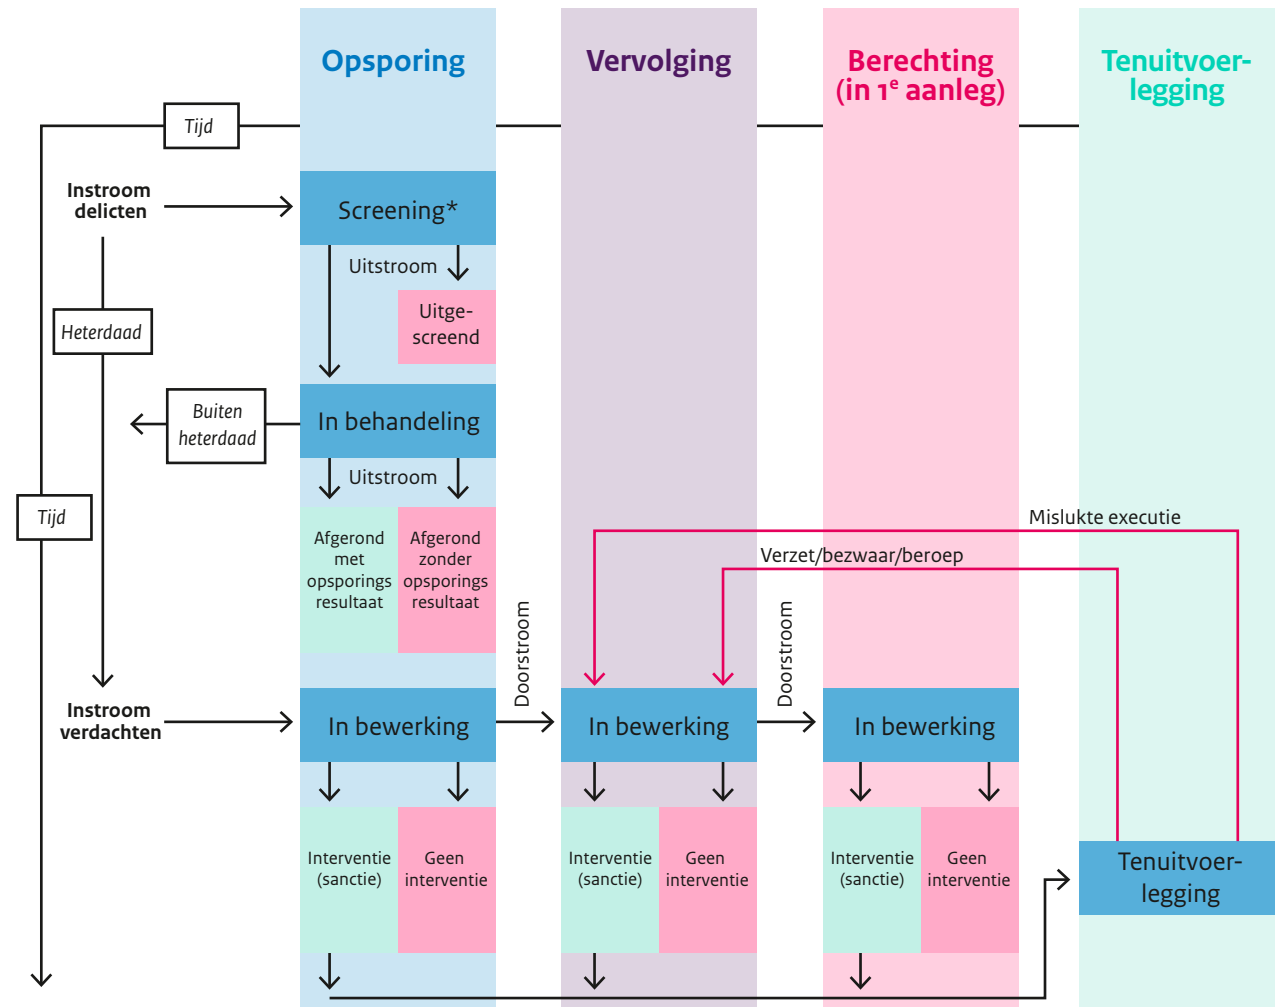 Opsporing
Vervolging
Berechting
(in 1e aanleg)
Tenuitvoer-
legging
Tijd
Instroom
delicten
Screening*
Uitstroom
Uitge-
screend
Heterdaad
Buiten
heterdaad
In behandeling
Uitstroom
Tijd
Afgerond
met
opsporings
resultaat
Afgerond
zonder
opsporings
resultaat
Mislukte executie
Verzet/bezwaar/beroep
Doorstroom
Doorstroom
Instroom
verdachten
In bewerking
In bewerking
In bewerking
Interventie
(sanctie)
Geen
interventie
Interventie
(sanctie)
Geen
interventie
Interventie
(sanctie)
Geen
interventie
Tenuitvoer-
legging